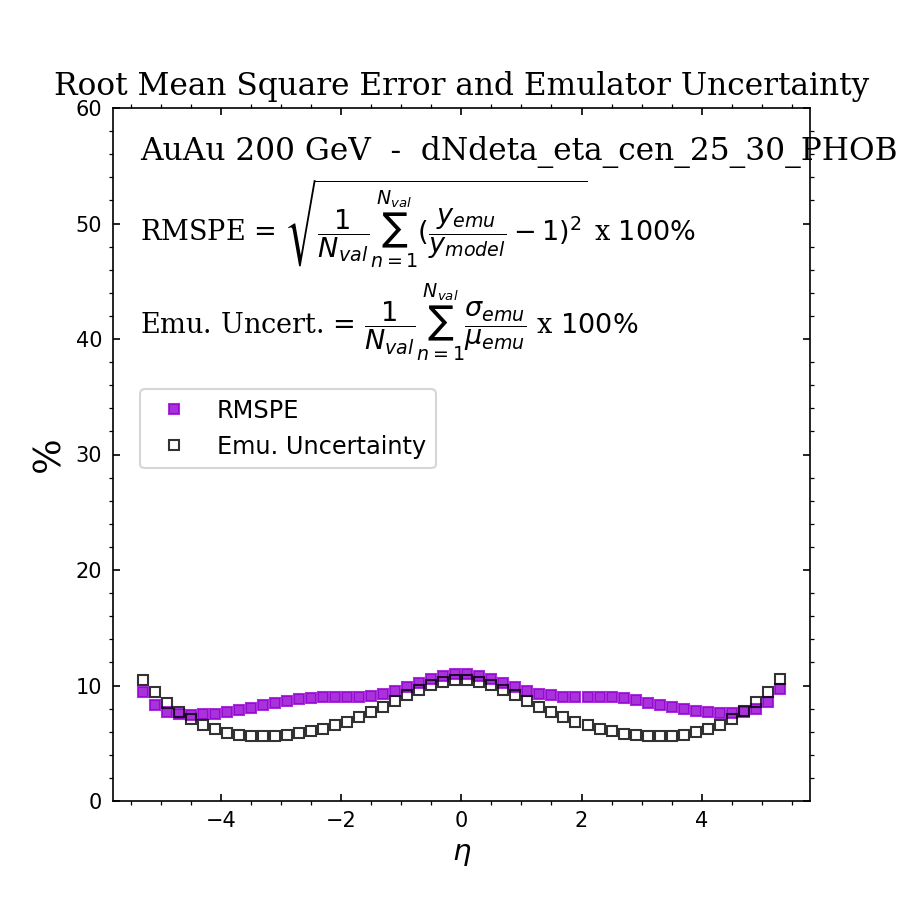 Root Mean Square Error and Emulator Uncertainty
60
AuAu 200 GeV - dNdeta_eta_cen_25_30_PHOB
50
RMSPE = √(1/N_val ∑_{n=1}^{N_val} (y_emu/y_model − 1)²) x 100%
Emu. Uncert. = 1/N_val ∑_{n=1}^{N_val} σ_emu/μ_emu x 100%
40
RMSPE
Emu. Uncertainty
%
30
20
10
0
−4 −2 0 2 4
η